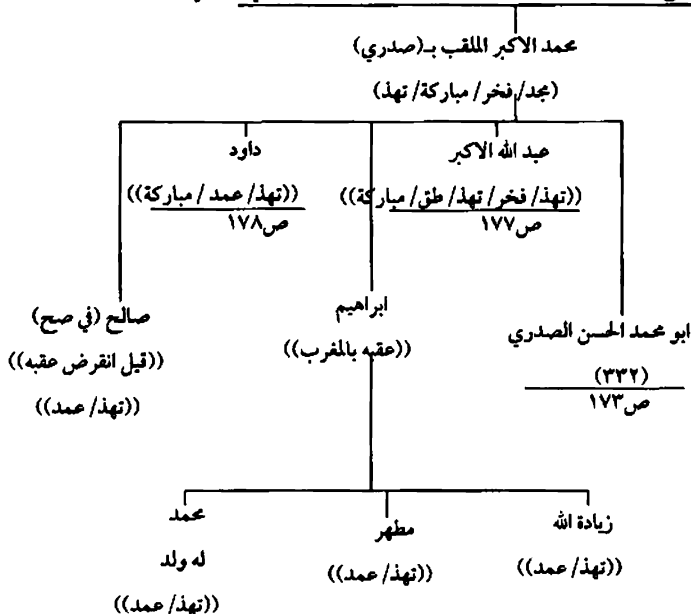 محمد الاكبر الملقب بـ(صدري)
(مجد/ فخر/ مباركة/ تهذ)
عبد الله الاكبر
((تهذ/ فخر/ تهذ/ طق/ مباركة))
ص١٧٧
داود
((تهذ/ عمد/ مباركة))
ص١٧٨
ابو محمد الحسن الصدري
(٣٣٢)
ص١٧٣
ابراهيم
((عقبه بالمغرب))
صالح (في صح)
((قيل انقرض عقبه))
((تهذ/ عمد))
زيادة الله
((تهذ/ عمد))
مطهر
((تهذ/ عمد))
محمد
له ولد
((تهذ/ عمد))